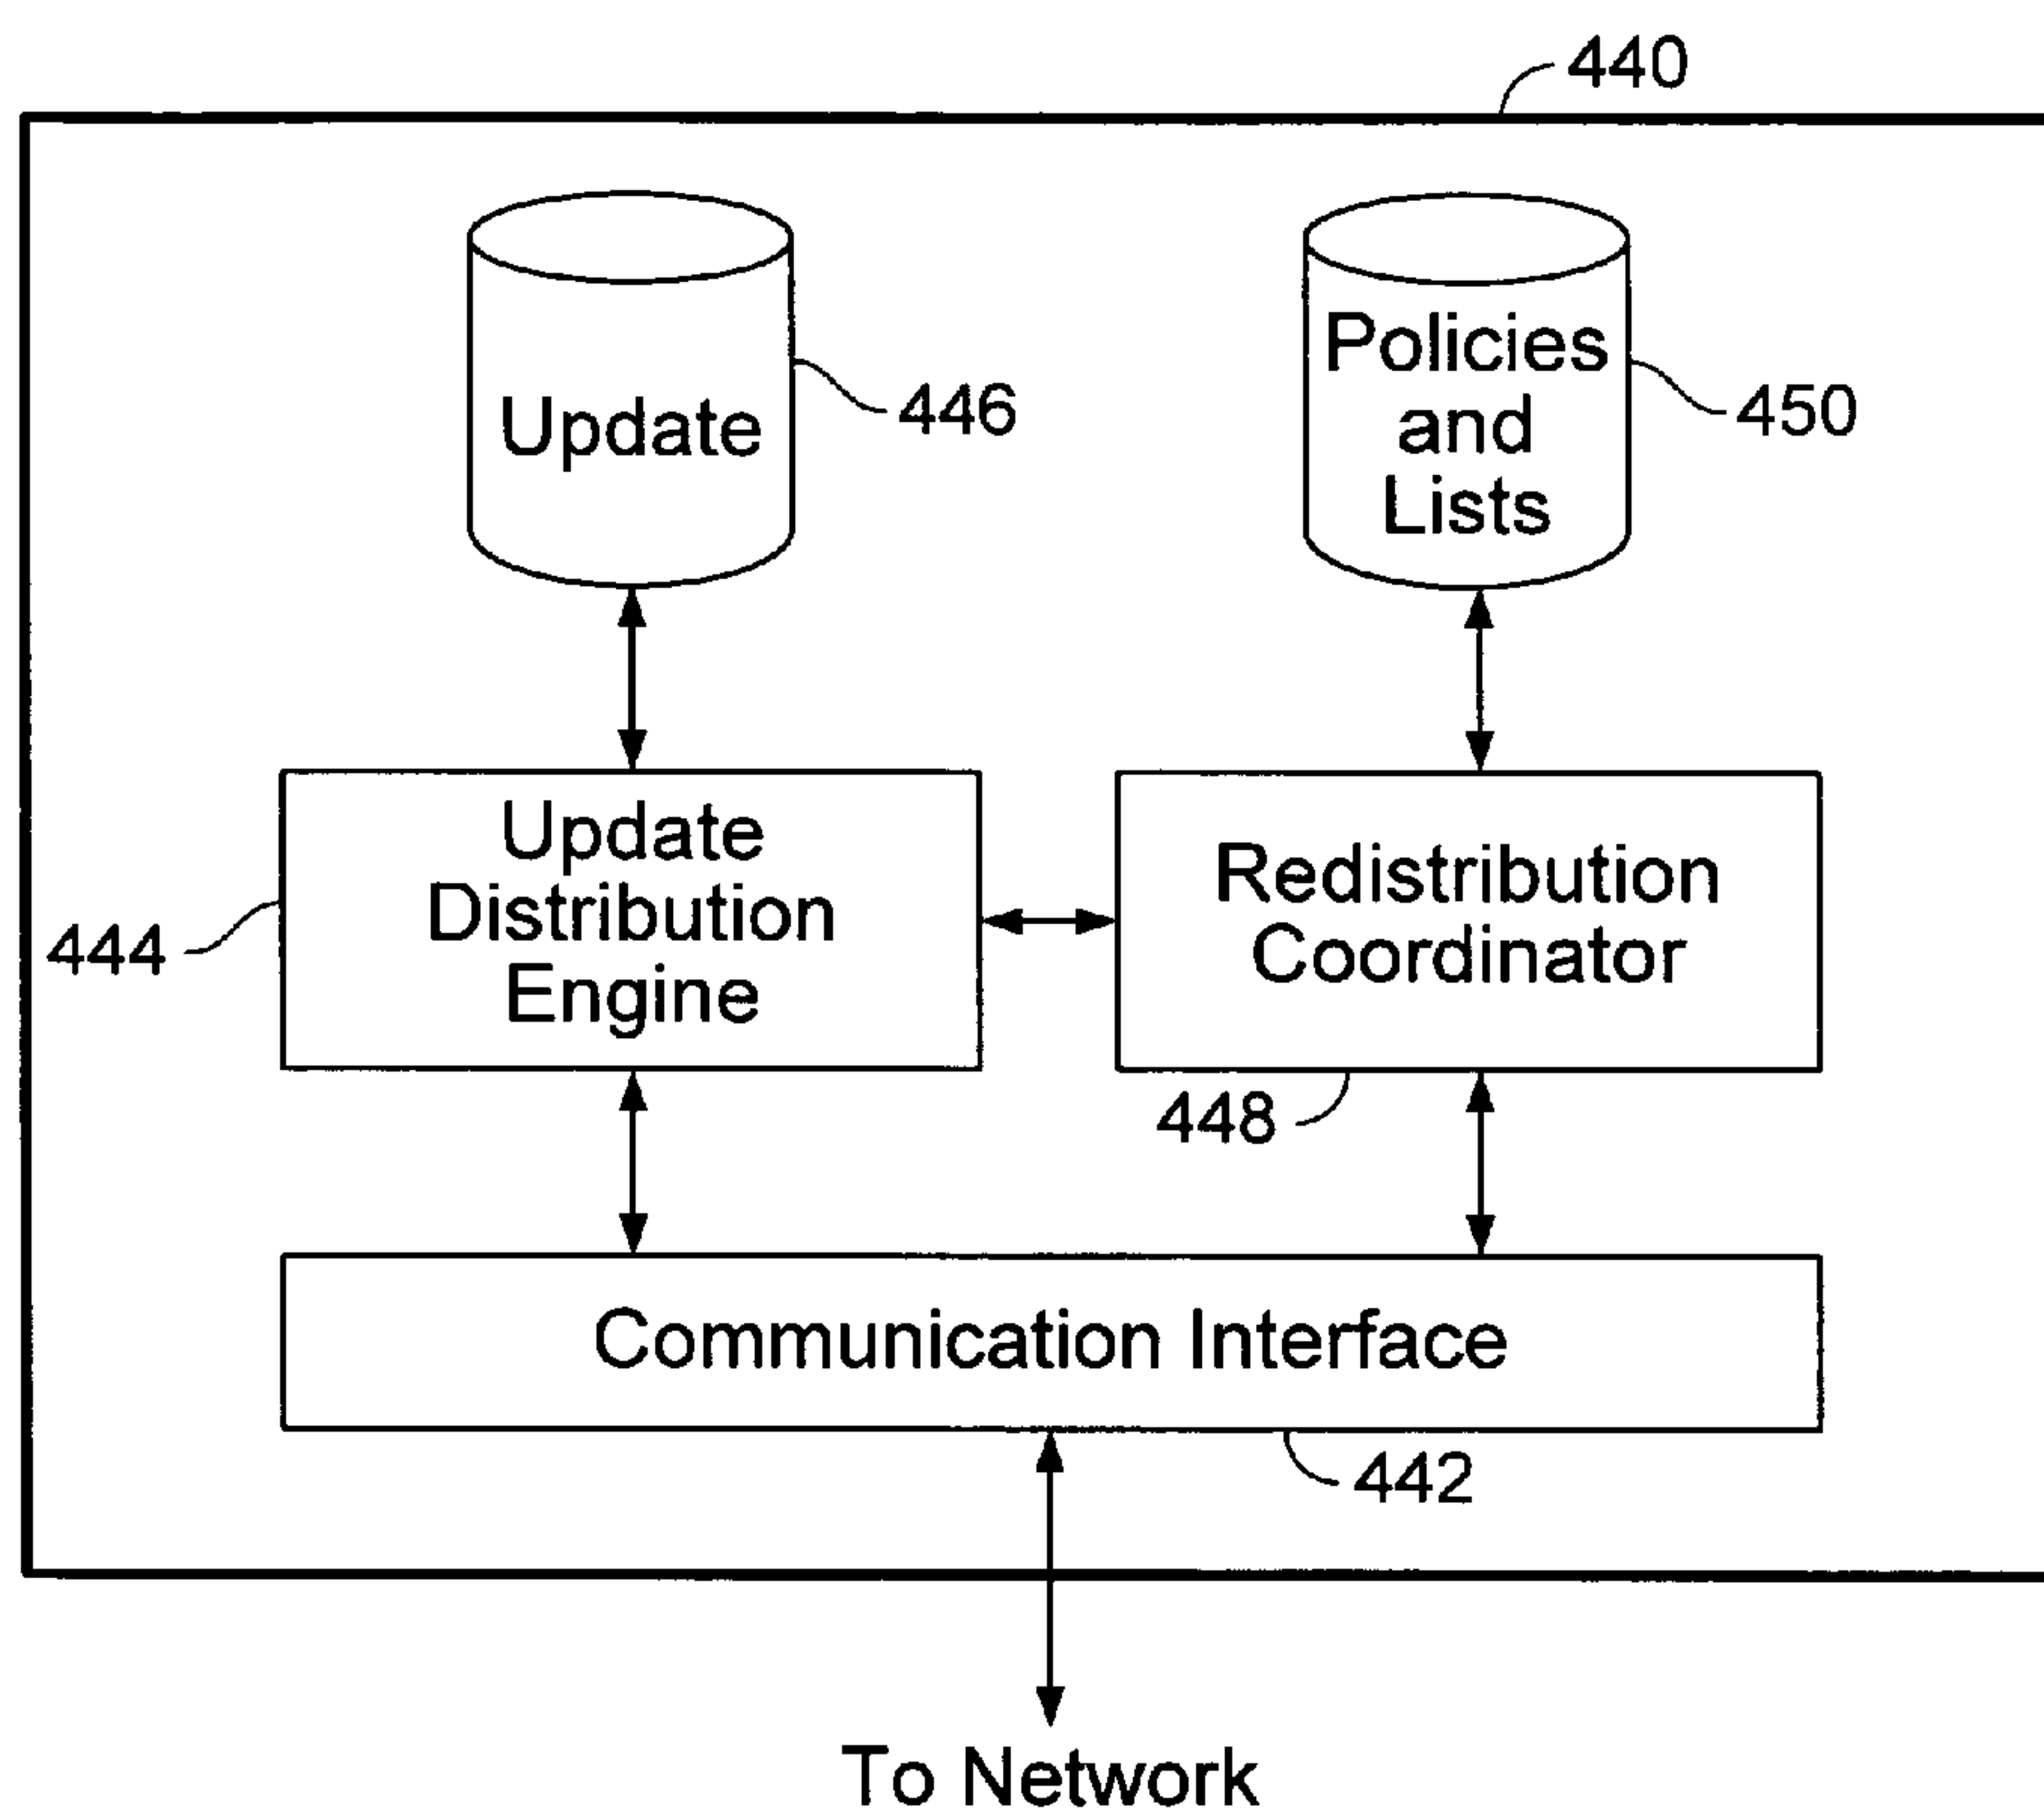 440
Update
446
Policies
and
Lists
450
Update
Distribution
Engine
444
Redistribution
Coordinator
448
Communication Interface
442
To Network